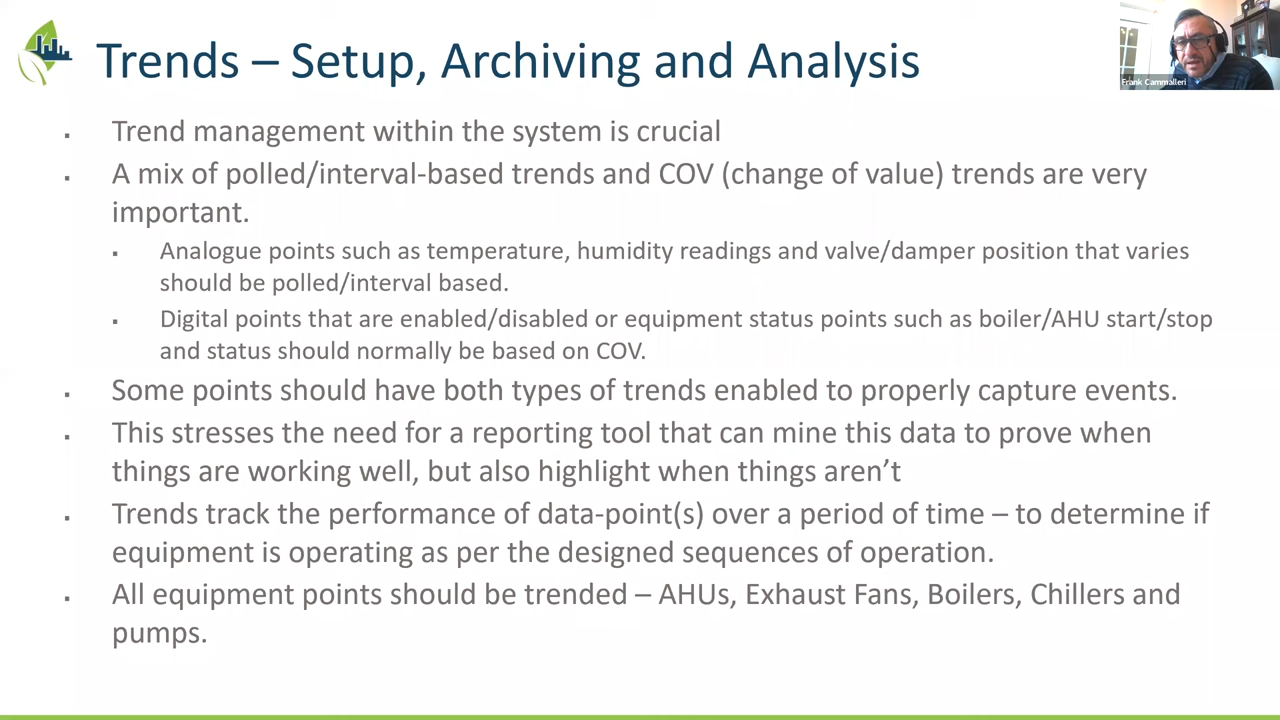 Trends – Setup, Archiving and Analysis
Frank Cammalleri
▪ Trend management within the system is crucial
▪ A mix of polled/interval-based trends and COV (change of value) trends are very
important.
▪ Analogue points such as temperature, humidity readings and valve/damper position that varies
should be polled/interval based.
▪ Digital points that are enabled/disabled or equipment status points such as boiler/AHU start/stop
and status should normally be based on COV.
▪ Some points should have both types of trends enabled to properly capture events.
▪ This stresses the need for a reporting tool that can mine this data to prove when
things are working well, but also highlight when things aren’t
▪ Trends track the performance of data-point(s) over a period of time – to determine if
equipment is operating as per the designed sequences of operation.
▪ All equipment points should be trended – AHUs, Exhaust Fans, Boilers, Chillers and
pumps.